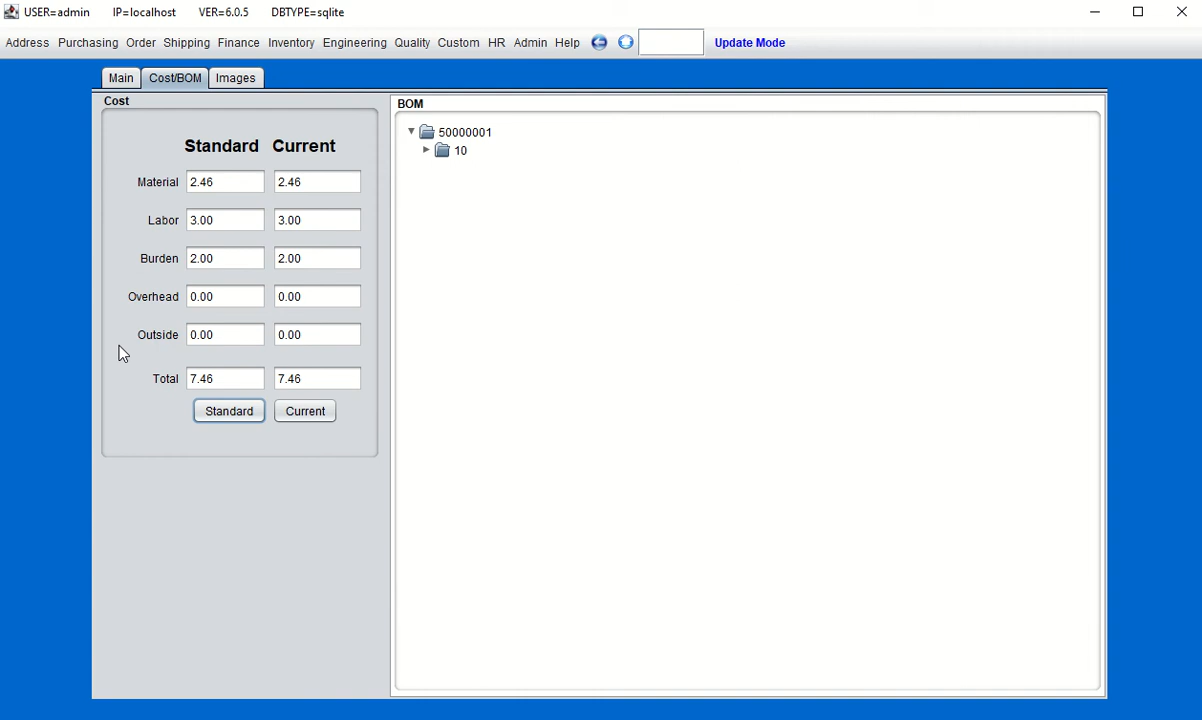 USER=admin IP=localhost VER=6.0.5 DBTYPE=sqlite
Address Purchasing Order Shipping Finance Inventory Engineering Quality Custom HR Admin Help Update Mode
Main Cost/BOM Images
Cost
BOM
50000001
10
Standard Current
Material 2.46 2.46
Labor 3.00 3.00
Burden 2.00 2.00
Overhead 0.00 0.00
Outside 0.00 0.00
Total 7.46 7.46
Standard Current